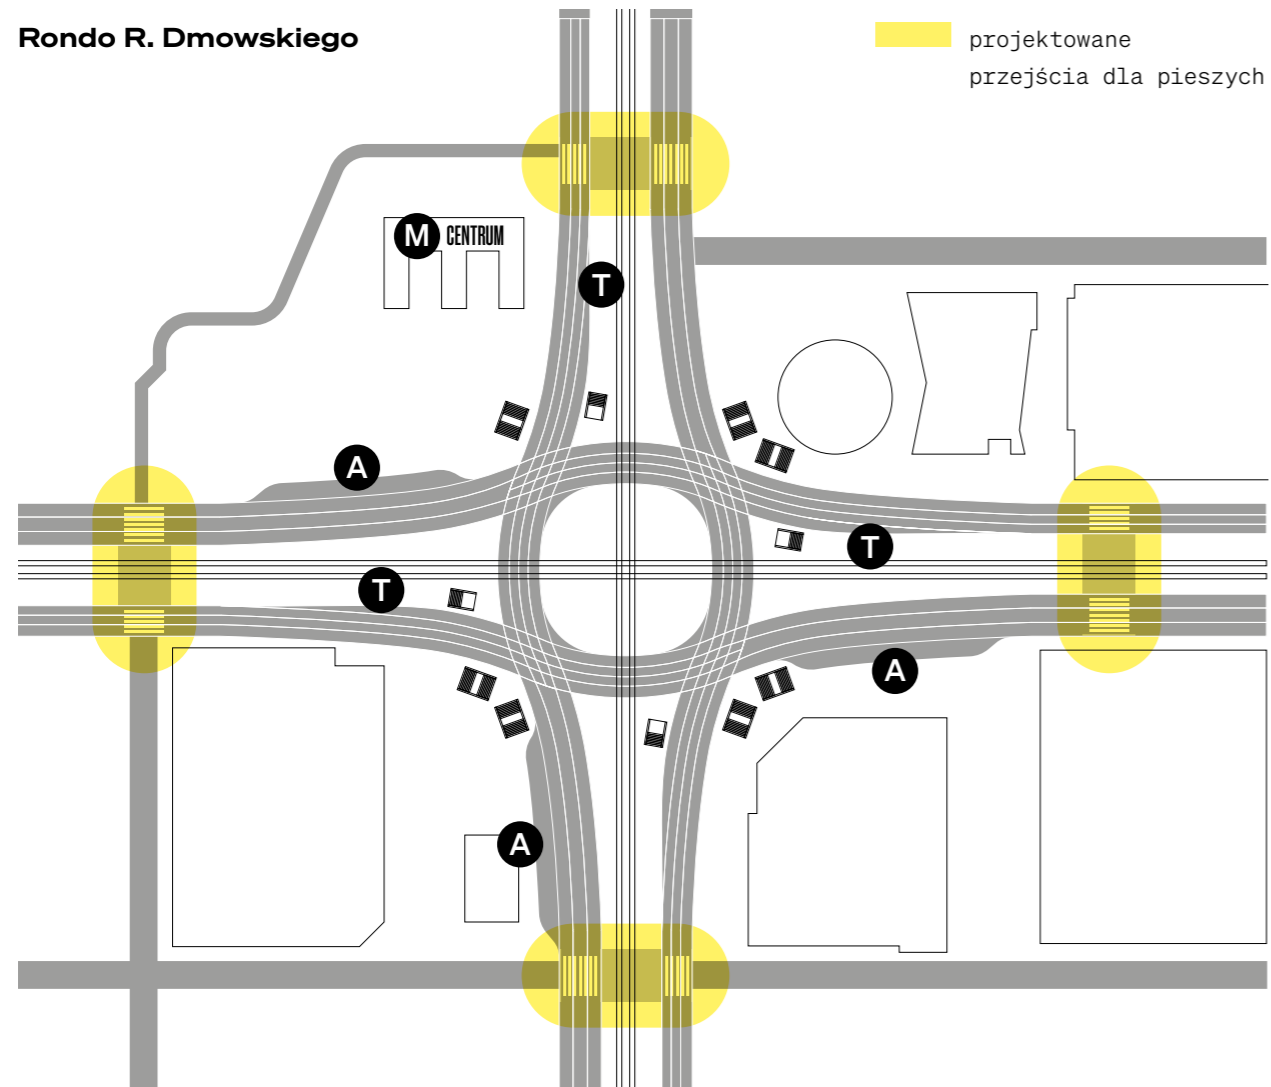 Rondo R. Dmowskiego
projektowane
przejścia dla pieszych
M CENTRUM
T
A
T
T
A
A